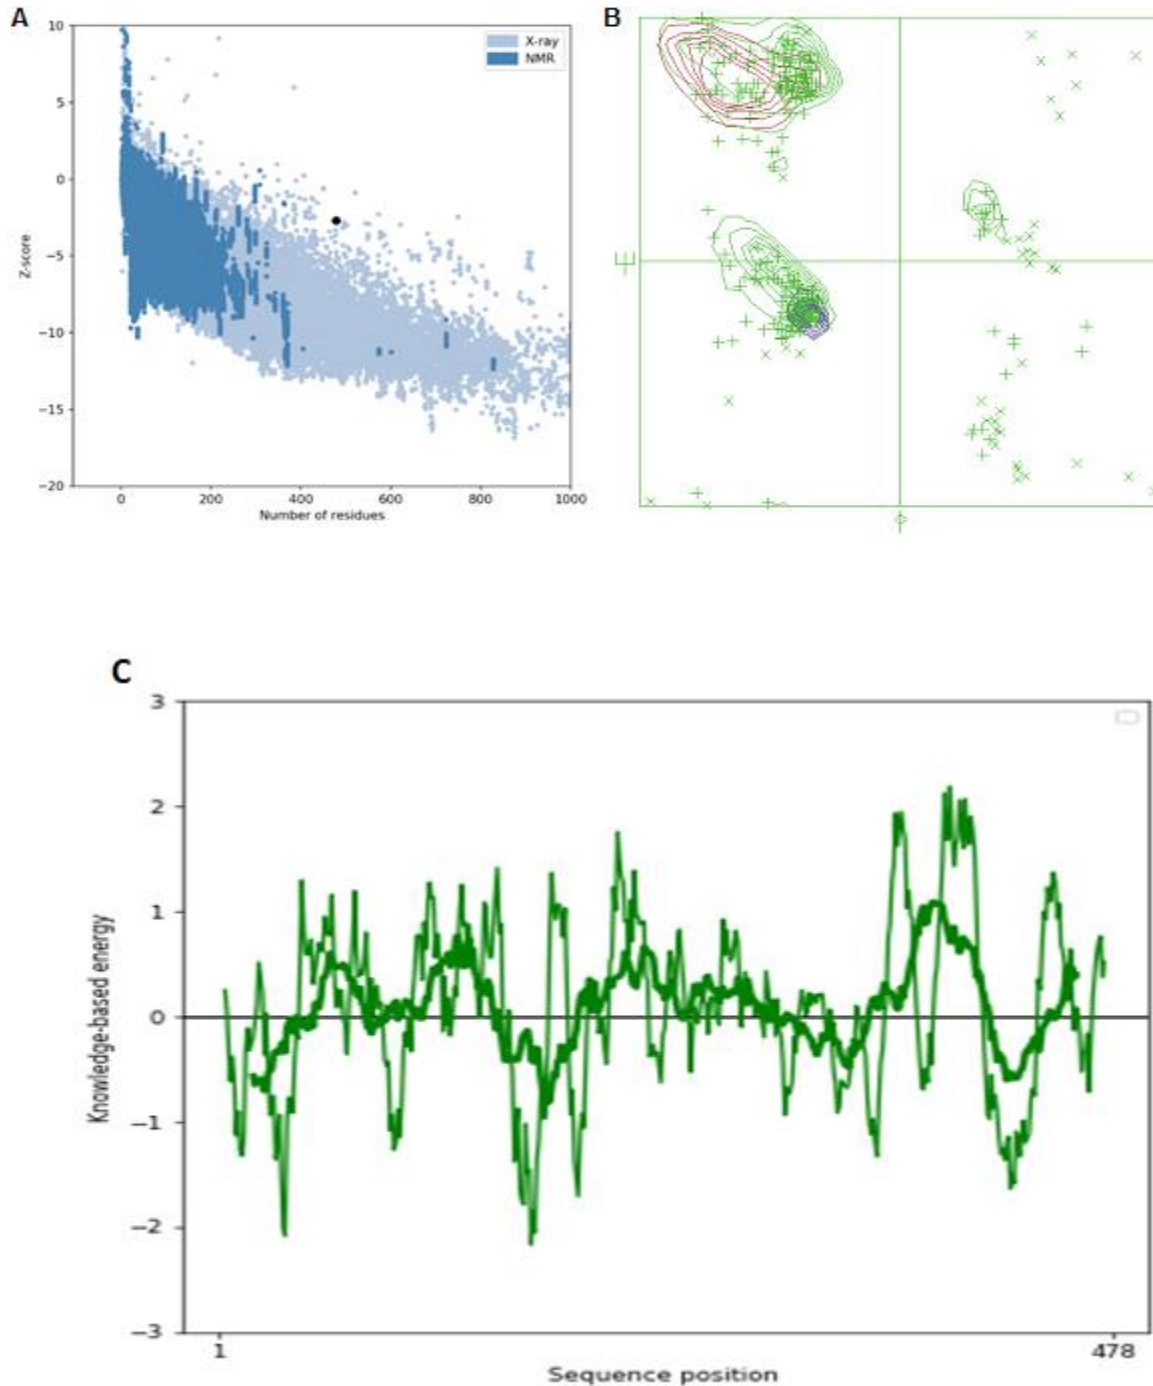 A
10
5
0
−5
−10
−15
−20
Z-score
0
200
400
600
800
1000
Number of residues
X-ray
NMR
B
Ψ
Φ
C
3
2
1
0
−1
−2
−3
Knowledge-based energy
1
478
Sequence position